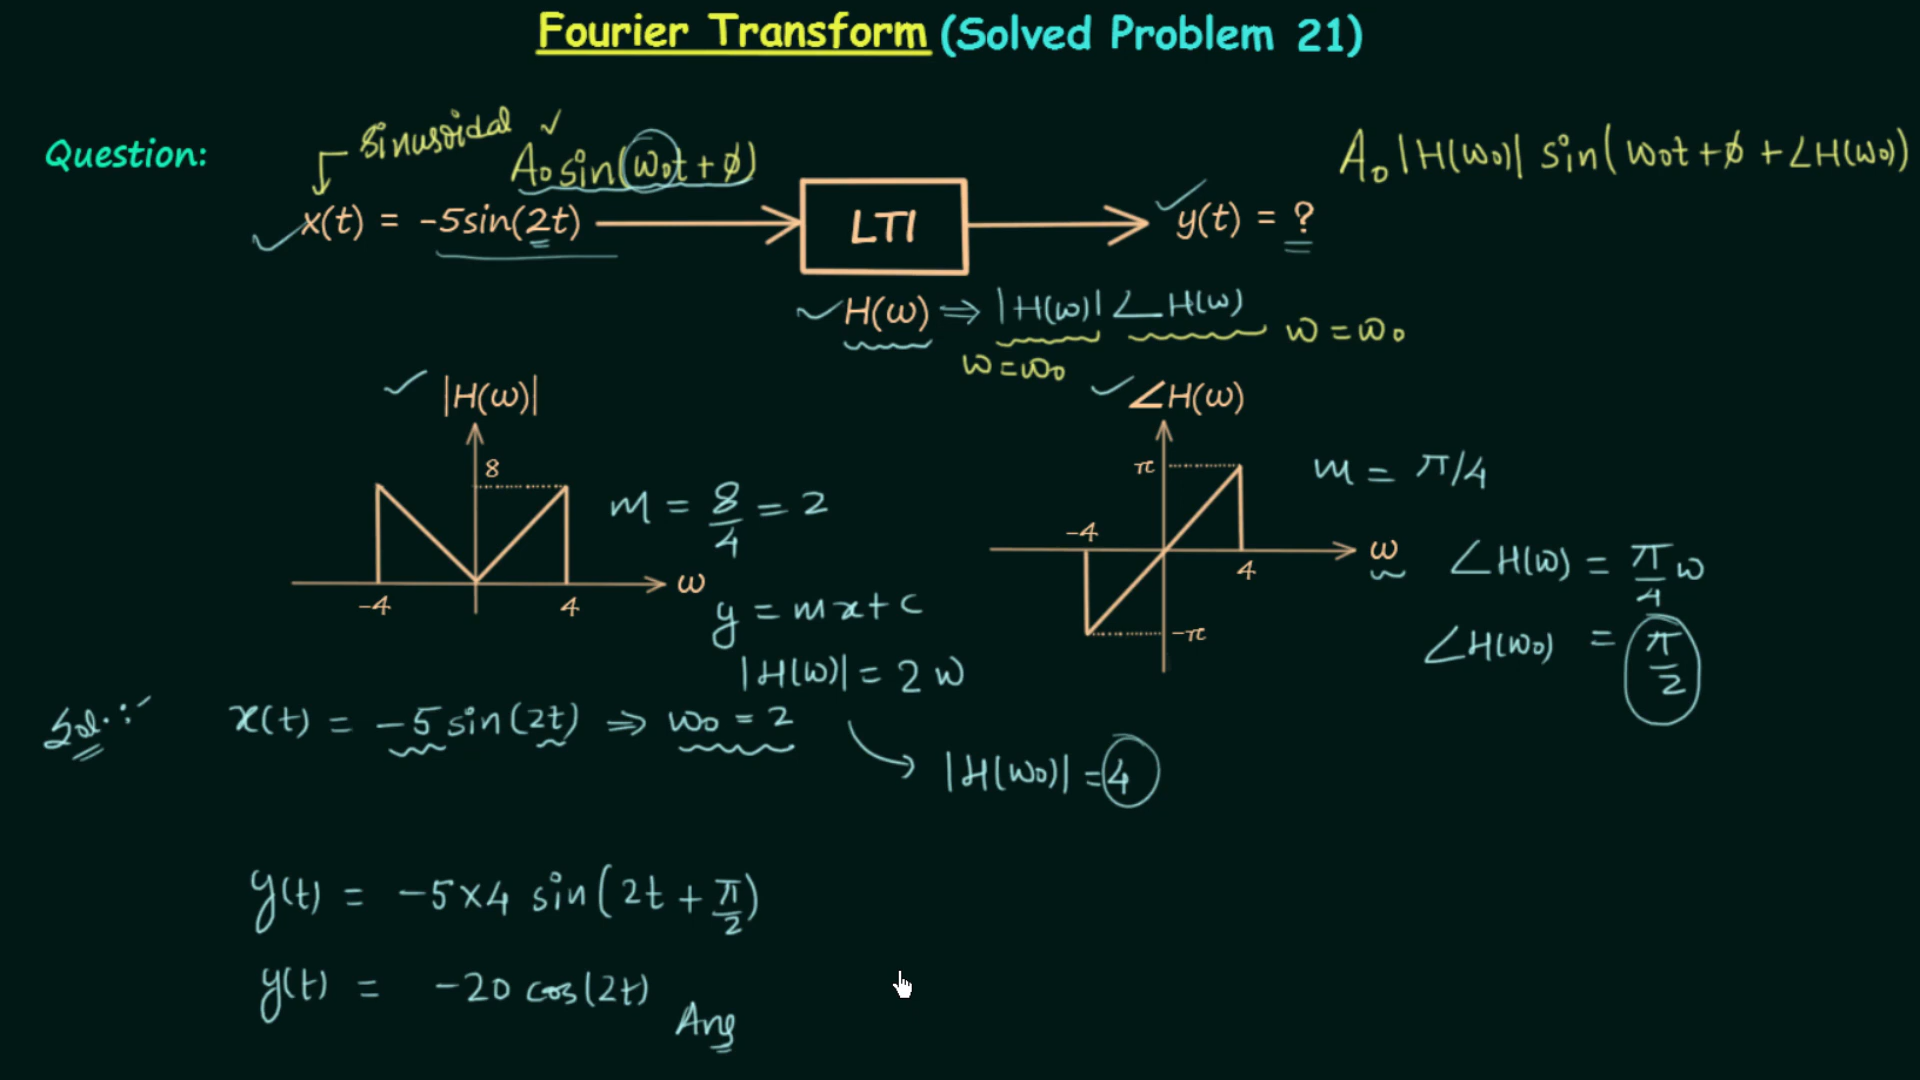 Fourier Transform (Solved Problem 21)
Question:
Sinusoidal ✓
A₀ sin(ω₀t + ϕ)
A₀ |H(ω₀)| sin(ω₀t + ϕ + ∠H(ω₀))
x(t) = -5sin(2t)
LTI
y(t) = ?
H(ω) ⇒ |H(ω)| ∠H(ω)
ω = ω₀
ω = ω₀
|H(ω)|
8
-4
4
ω
m = 8/4 = 2
y = mx + c
|H(ω)| = 2ω
∠H(ω)
π
-4
4
-π
ω
m = π/4
∠H(ω) = π/4 ω
∠H(ω₀) = π/2
Sol:
x(t) = -5 sin(2t) ⇒ ω₀ = 2
|H(ω₀)| = 4
y(t) = -5×4 sin(2t + π/2)
y(t) = -20 cos(2t)
Ans